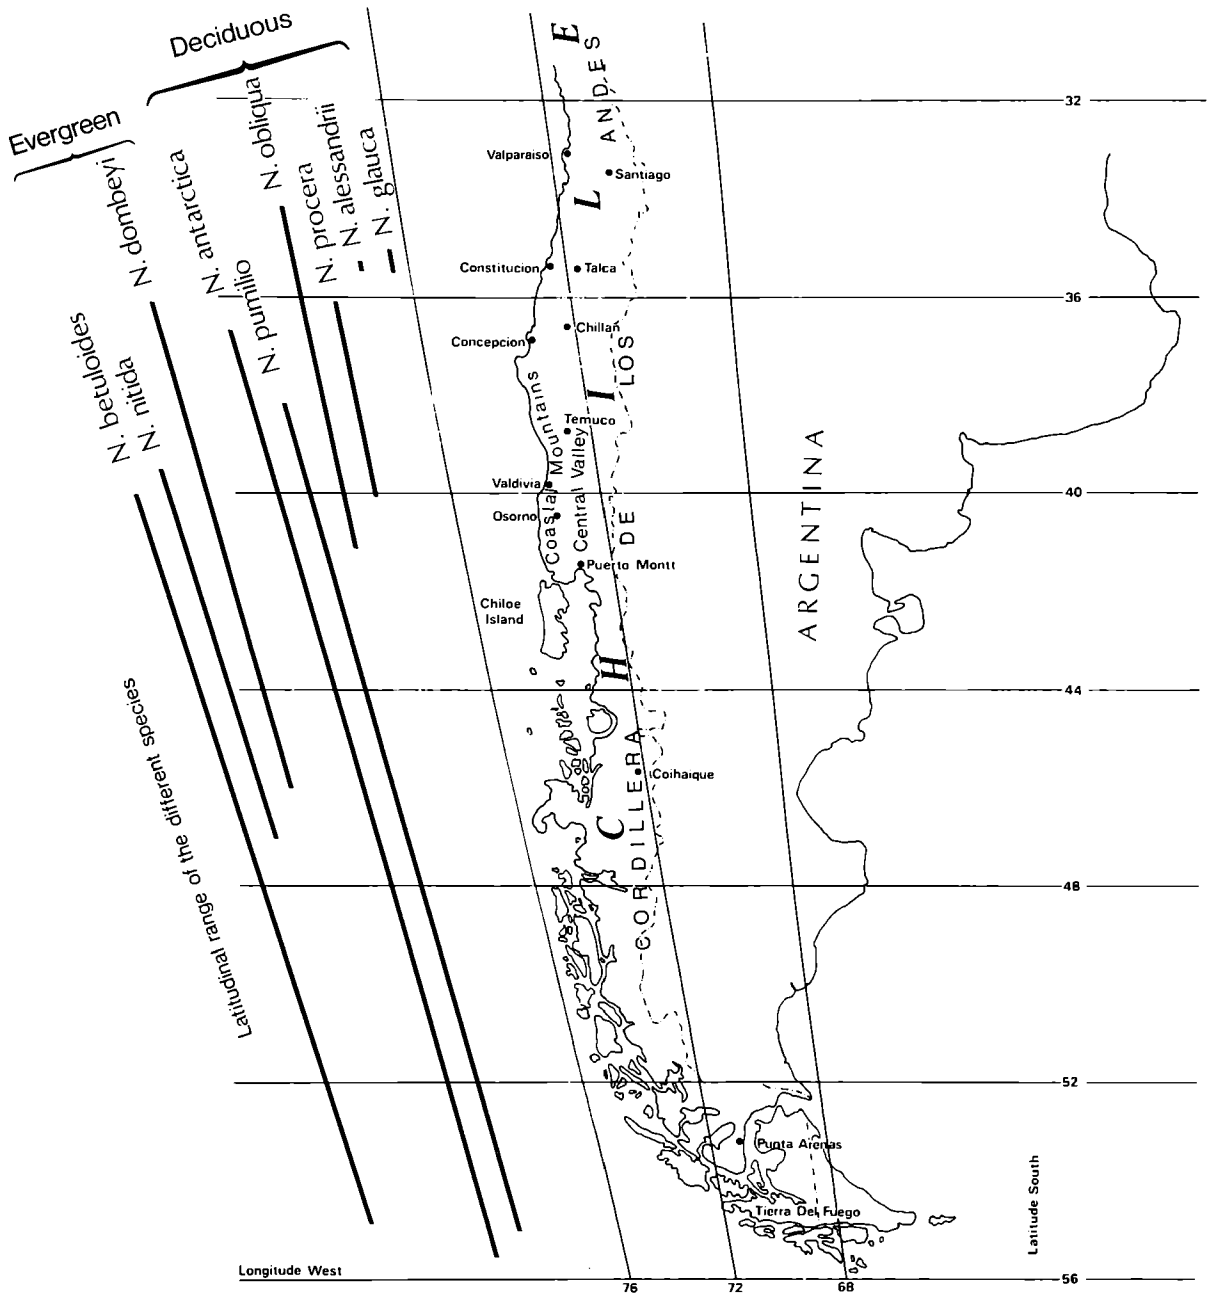 Deciduous
Evergreen
N. betuloides
N. nitida
N. dombeyi
N. antarctica
N. pumilio
N. obliqua
N. procera
N. alessandrii
N. glauca
Latitudinal range of the different species
CHILE
CORDILLERA DE LOS ANDES
ARGENTINA
Valparaiso
Santiago
Constitucion
Talca
Chillan
Concepcion
Temuco
Coastal Mountains
Central Valley
Valdivia
Osorno
Puerto Montt
Chiloe
Island
Coihaique
Punta Arenas
Tierra Del Fuego
32
36
40
44
48
52
56
Latitude South
Longitude West
76
72
68